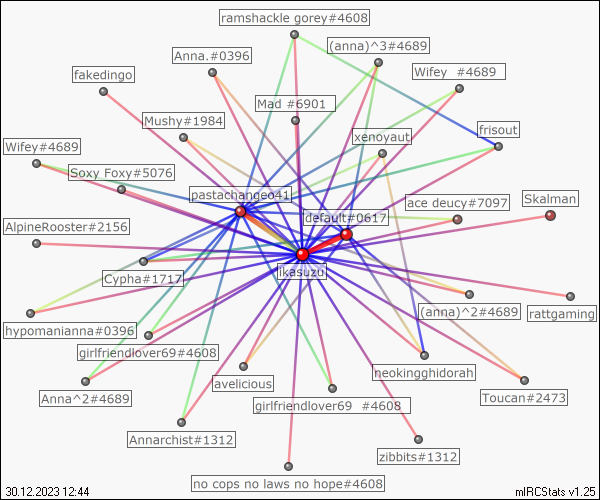 ramshackle gorey#4608
(anna)^3#4689
Anna.#0396
Wifey  #4689
fakedingo
Mad #6901
Mushy#1984
frisout
xenoyaut
Wifey#4689
Soxy Foxy#5076
pastachangeo41
ace deucy#7097
Skalman
default#0617
AlpineRooster#2156
ikasuzu
Cypha#1717
(anna)^2#4689
rattgaming
hypomanianna#0396
girlfriendlover69#4608
neokingghidorah
avelicious
Anna^2#4689
Toucan#2473
girlfriendlover69  #4608
Annarchist#1312
zibbits#1312
no cops no laws no hope#4608
30.12.2023 12:44
mIRCStats v1.25